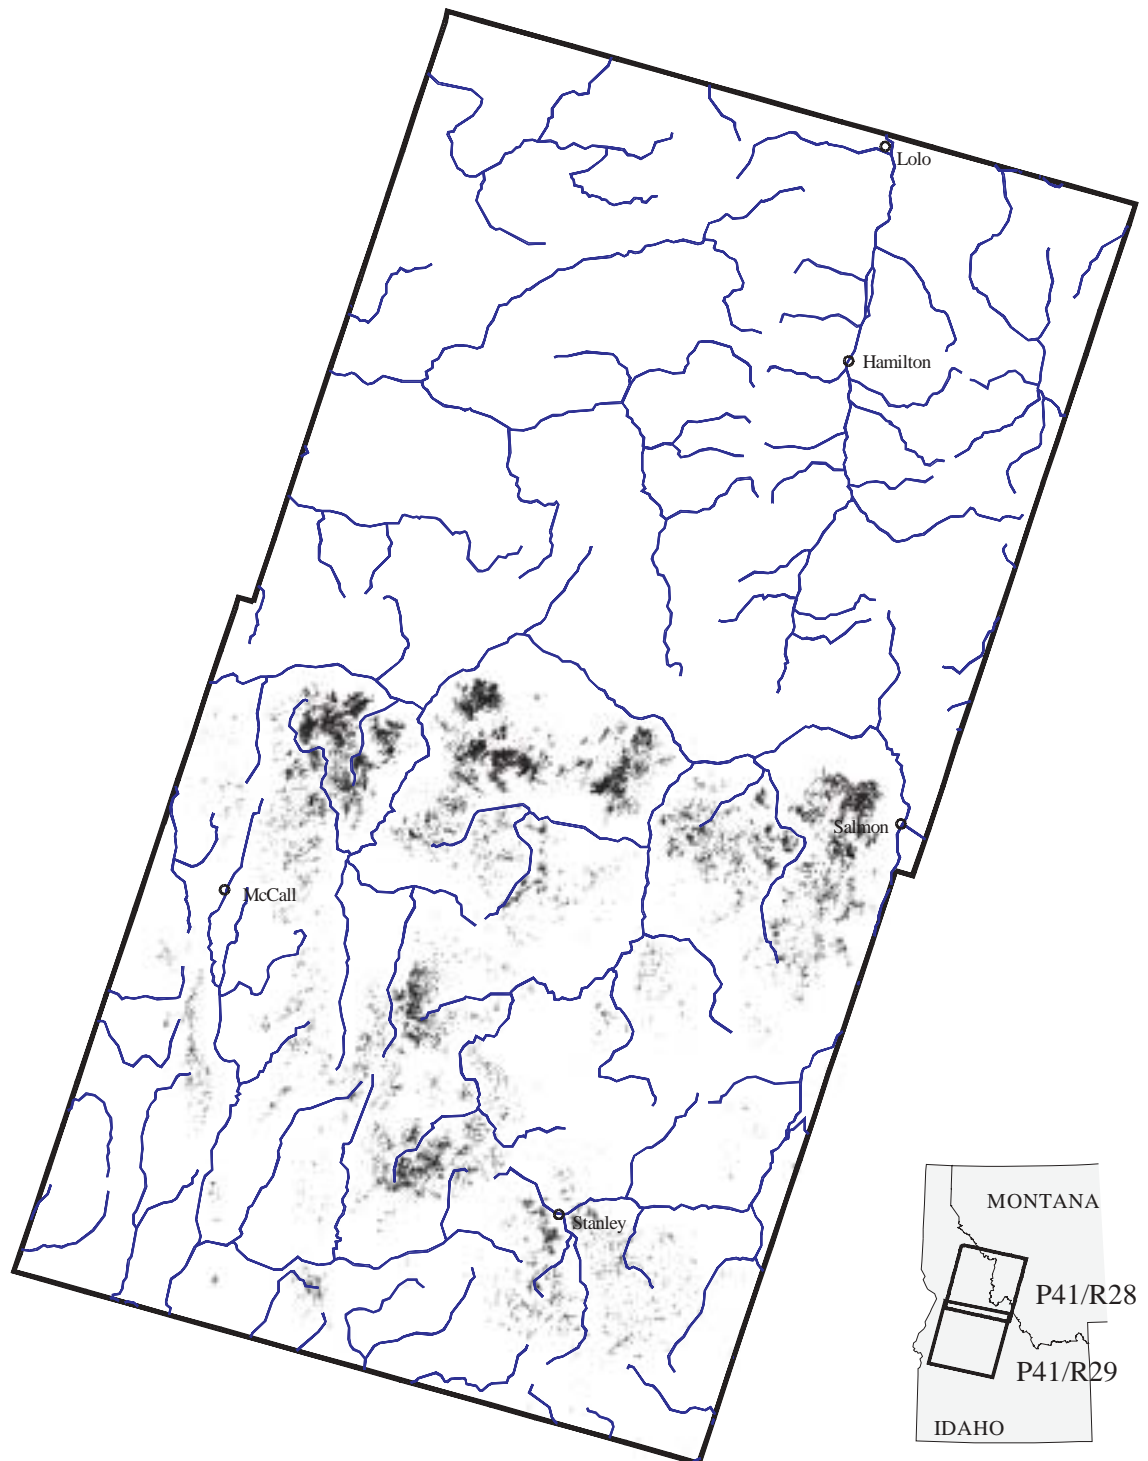 Lolo
Hamilton
Salmon
McCall
Stanley
MONTANA
P41/R28
P41/R29
IDAHO